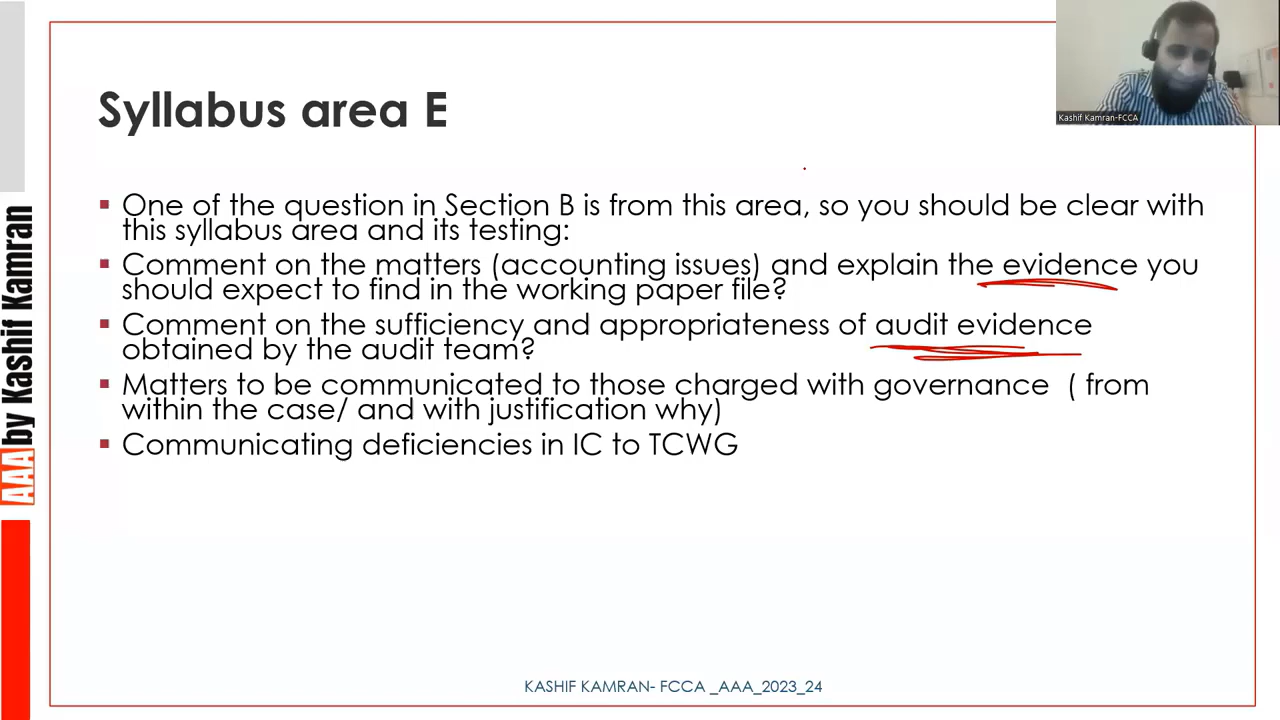 Syllabus area E
One of the question in Section B is from this area, so you should be clear with
this syllabus area and its testing:
Comment on the matters (accounting issues) and explain the evidence you
should expect to find in the working paper file?
Comment on the sufficiency and appropriateness of audit evidence
obtained by the audit team?
Matters to be communicated to those charged with governance ( from
within the case/ and with justification why)
Communicating deficiencies in IC to TCWG
KASHIF KAMRAN- FCCA _AAA_2023_24
AAA by Kashif Kamran
Kashif Kamran-FCCA